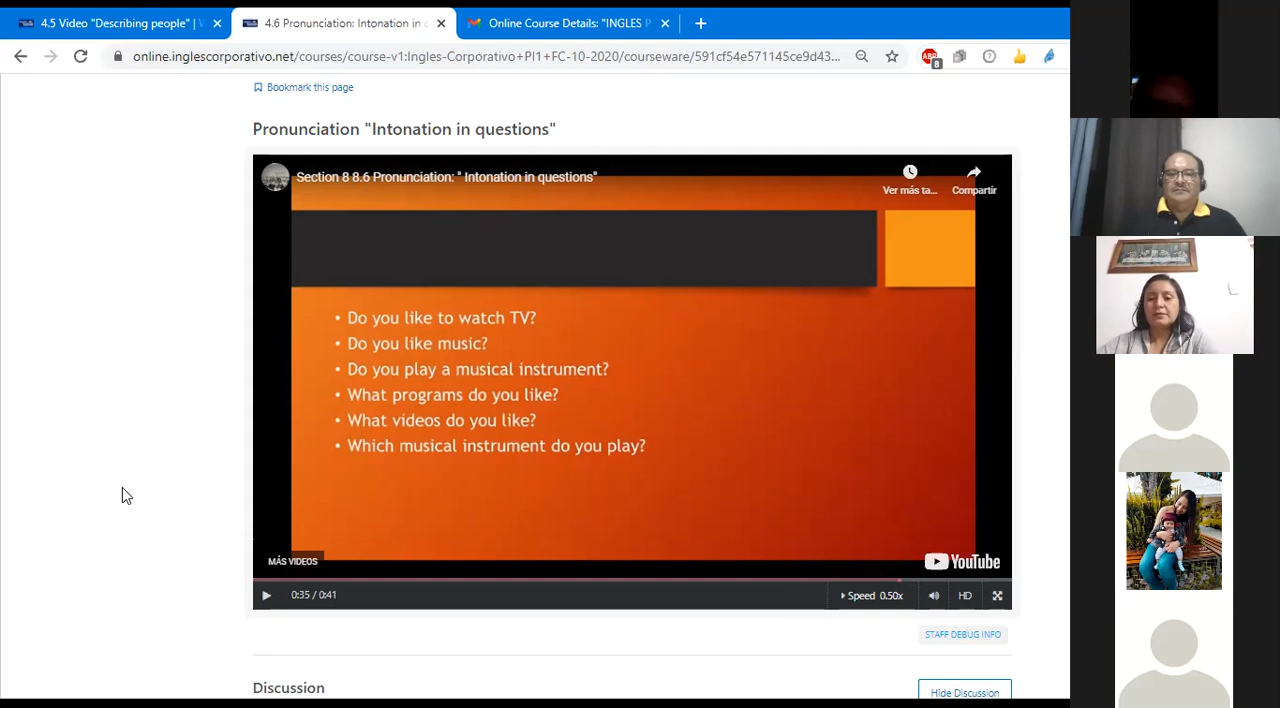 4.5 Video "Describing people" |
4.6 Pronunciation: Intonation in
Online Course Details: "INGLES P
online.inglescorporativo.net/courses/course-v1:Ingles-Corporativo+PI1+FC-10-2020/courseware/591cf54e571145ce9d43...
8
Bookmark this page
Pronunciation "Intonation in questions"
Section 8 8.6 Pronunciation: " Intonation in questions"
Ver más ta...
Compartir
• Do you like to watch TV?
• Do you like music?
• Do you play a musical instrument?
• What programs do you like?
• What videos do you like?
• Which musical instrument do you play?
MÁS VIDEOS
YouTube
0:35 / 0:41
Speed 0.50x
HD
STAFF DEBUG INFO
Discussion
Hide Discussion